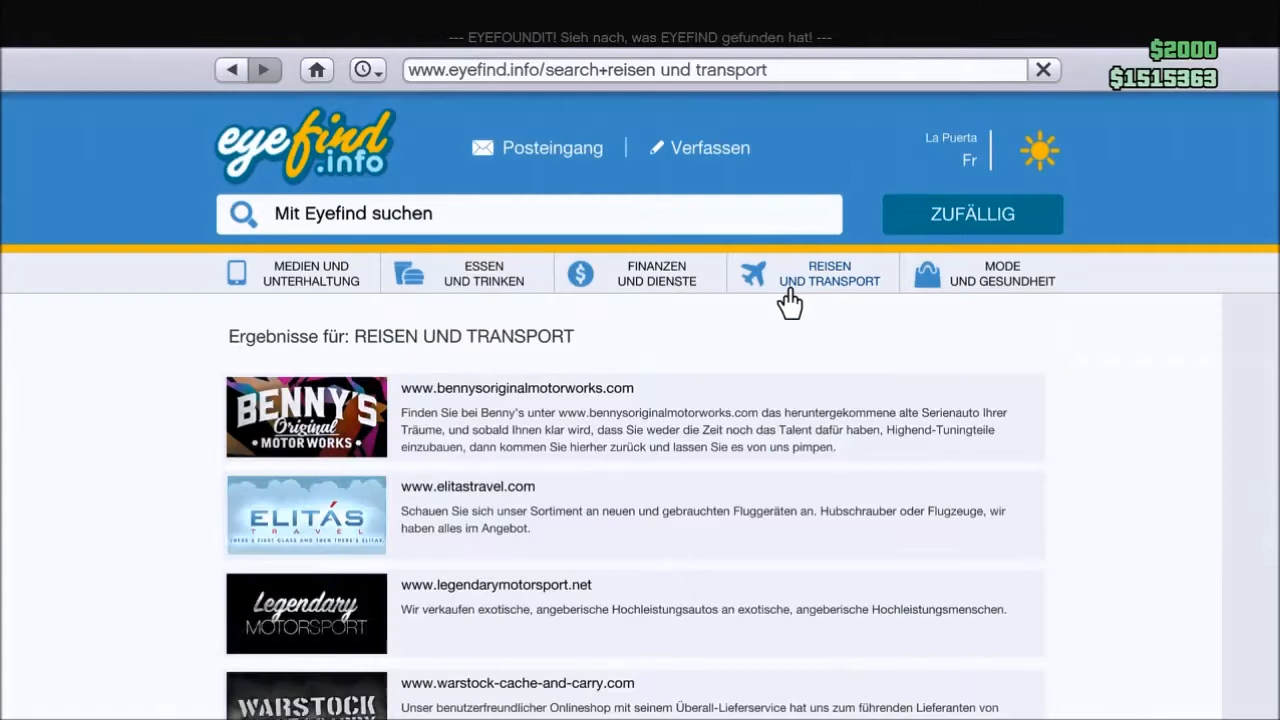 --- EYEFOUNDIT! Sieh nach, was EYEFIND gefunden hat! ---
$2000
www.eyefind.info/search+reisen und transport
$1515363
eyefind
.info
Posteingang
Verfassen
La Puerta
Fr
Mit Eyefind suchen
ZUFÄLLIG
MEDIEN UND
UNTERHALTUNG
ESSEN
UND TRINKEN
FINANZEN
UND DIENSTE
REISEN
UND TRANSPORT
MODE
UND GESUNDHEIT
Ergebnisse für: REISEN UND TRANSPORT
BENNY'S
Original
• MOTOR WORKS •
www.bennysoriginalmotorworks.com
Finden Sie bei Benny's unter www.bennysoriginalmotorworks.com das heruntergekommene alte Serienauto Ihrer
Träume, und sobald Ihnen klar wird, dass Sie weder die Zeit noch das Talent dafür haben, Highend-Tuningteile
einzubauen, dann kommen Sie hierher zurück und lassen Sie es von uns pimpen.
ELITÁS
TRAVEL
THERE'S FIRST CLASS AND THEN THERE'S ELITAS
www.elitastravel.com
Schauen Sie sich unser Sortiment an neuen und gebrauchten Fluggeräten an. Hubschrauber oder Flugzeuge, wir
haben alles im Angebot.
Legendary
MOTORSPORT
www.legendarymotorsport.net
Wir verkaufen exotische, angeberische Hochleistungsautos an exotische, angeberische Hochleistungsmenschen.
WARSTOCK
www.warstock-cache-and-carry.com
Unser benutzerfreundlicher Onlineshop mit seinem Überall-Lieferservice hat uns zum führenden Lieferanten von